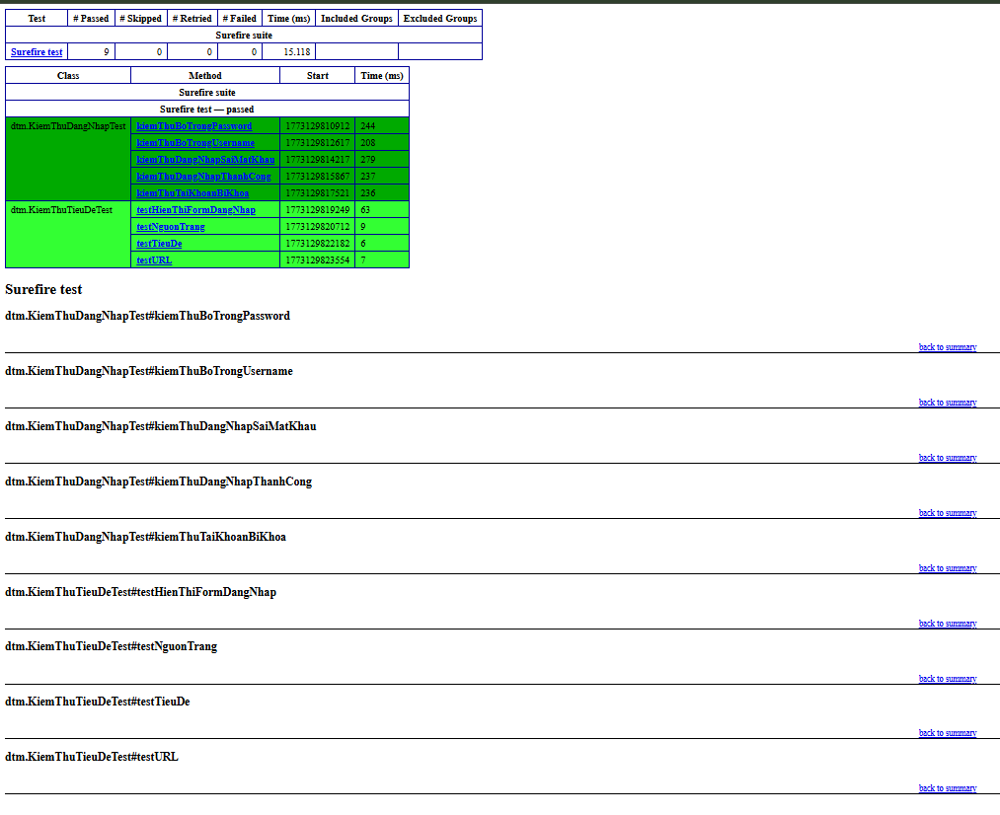 Test # Passed # Skipped # Retried # Failed Time (ms) Included Groups Excluded Groups
Surefire suite
Surefire test 9 0 0 0 15.118
Class Method Start Time (ms)
Surefire suite
Surefire test — passed
dtm.KiemThuDangNhapTest kiemThuBoTrongPassword 1773129810912 244
kiemThuBoTrongUsername 1773129812617 208
kiemThuDangNhapSaiMatKhau 1773129814217 279
kiemThuDangNhapThanhCong 1773129815867 237
kiemThuTaiKhoanBiKhoa 1773129817521 236
dtm.KiemThuTieuDeTest testHienThiFormDangNhap 1773129819249 63
testNguonTrang 1773129820712 9
testTieuDe 1773129822182 6
testURL 1773129823554 7
Surefire test
dtm.KiemThuDangNhapTest#kiemThuBoTrongPassword
back to summary
dtm.KiemThuDangNhapTest#kiemThuBoTrongUsername
back to summary
dtm.KiemThuDangNhapTest#kiemThuDangNhapSaiMatKhau
back to summary
dtm.KiemThuDangNhapTest#kiemThuDangNhapThanhCong
back to summary
dtm.KiemThuDangNhapTest#kiemThuTaiKhoanBiKhoa
back to summary
dtm.KiemThuTieuDeTest#testHienThiFormDangNhap
back to summary
dtm.KiemThuTieuDeTest#testNguonTrang
back to summary
dtm.KiemThuTieuDeTest#testTieuDe
back to summary
dtm.KiemThuTieuDeTest#testURL
back to summary